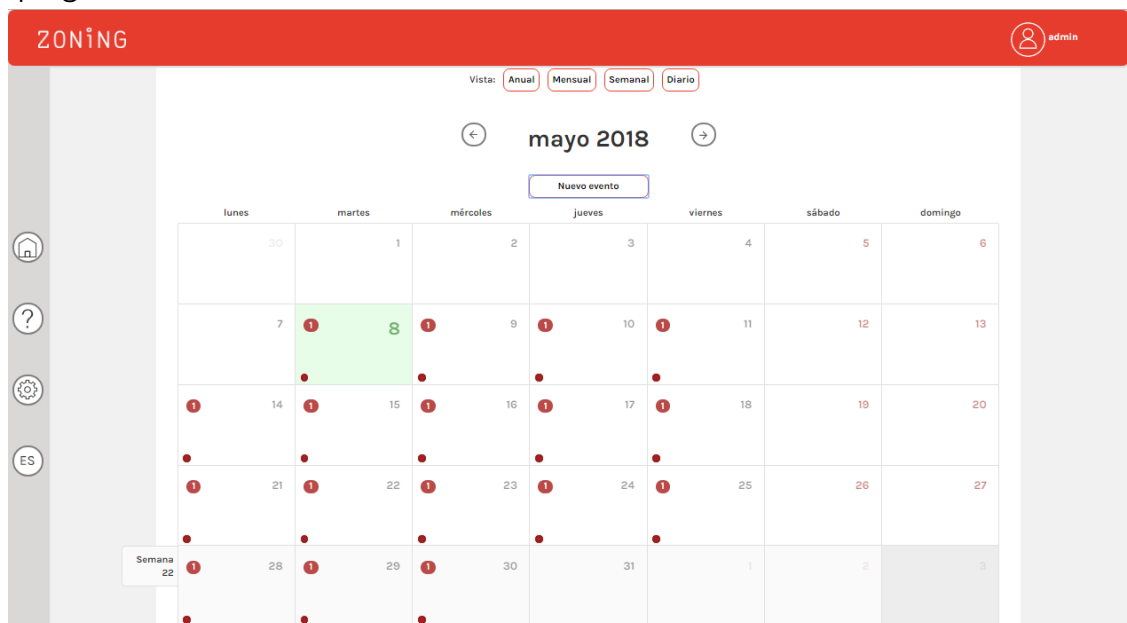 ZONiNG
admin
Vista: Anual Mensual Semanal Diario
mayo 2018
Nuevo evento
lunes martes mércoles jueves viernes sábado domingo
30 1 2 3 4 5 6
7 1 8 1 9 1 10 1 11 12 13
1 14 1 15 1 16 1 17 1 18 19 20
ES
1 21 1 22 1 23 1 24 1 25 26 27
Semana
22
1 28 1 29 1 30 31 1 2 3